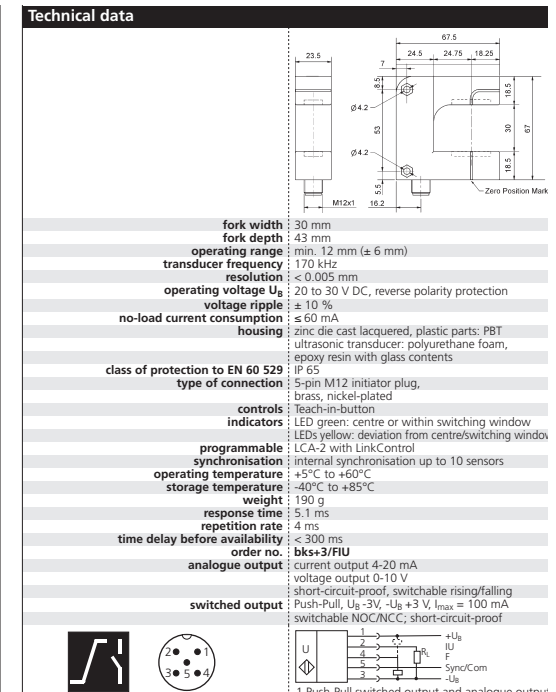 Technical data
67.5
23.5
24.5 24.75 18.25
7
8.5
18.5
Ø4.2
53
30
67
Ø4.2
18.5
5.5
Zero Position Mark
M12x1 16.2
fork width 30 mm
fork depth 43 mm
operating range min. 12 mm (± 6 mm)
transducer frequency 170 kHz
resolution < 0.005 mm
operating voltage UB 20 to 30 V DC, reverse polarity protection
voltage ripple ± 10 %
no-load current consumption ≤ 60 mA
housing zinc die cast lacquered, plastic parts: PBT
ultrasonic transducer: polyurethane foam,
epoxy resin with glass contents
class of protection to EN 60 529 IP 65
type of connection 5-pin M12 initiator plug,
brass, nickel-plated
controls Teach-in-button
indicators LED green: centre or within switching window
LEDs yellow: deviation from centre/switching window
programmable LCA-2 with LinkControl
synchronisation internal synchronisation up to 10 sensors
operating temperature +5°C to +60°C
storage temperature -40°C to +85°C
weight 190 g
response time 5.1 ms
repetition rate 4 ms
time delay before availability < 300 ms
order no. bks+3/FIU
analogue output current output 4-20 mA
voltage output 0-10 V
short-circuit-proof, switchable rising/falling
switched output Push-Pull, UB -3V, -UB +3 V, Imax = 100 mA
switchable NOC/NCC; short-circuit-proof
2 1
3 5 4
U
1 +UB
2 IU
RL
4 F
5 Sync/Com
3 -UB
1 Push-Pull switched output and analogue output